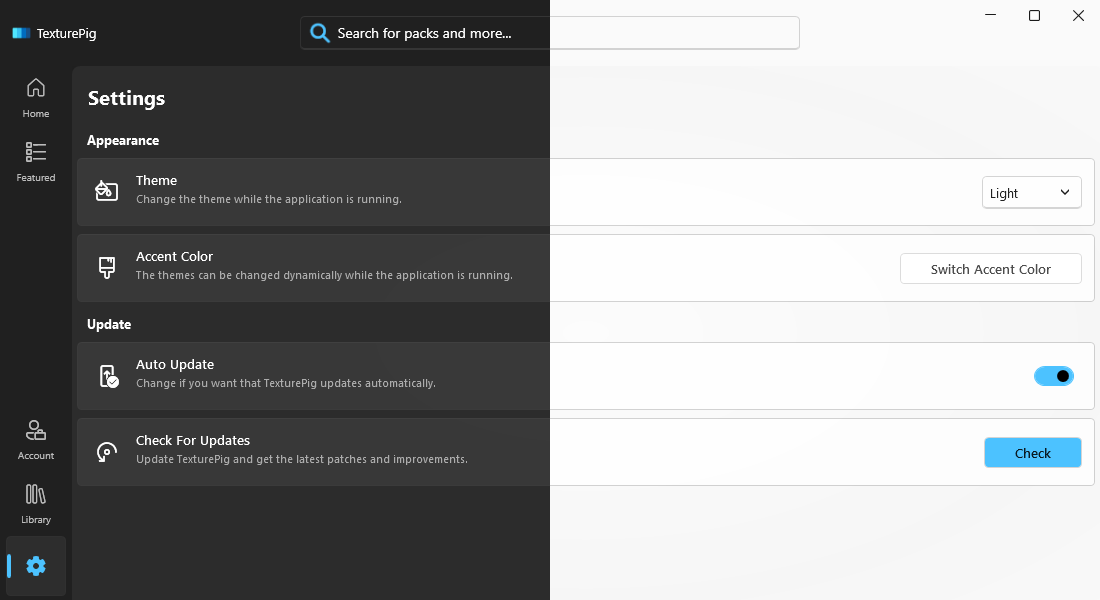 TexturePig
Search for packs and more...
Home
Featured
Account
Library
Settings
Appearance
Theme
Change the theme while the application is running.
Light
Accent Color
The themes can be changed dynamically while the application is running.
Switch Accent Color
Update
Auto Update
Change if you want that TexturePig updates automatically.
Check For Updates
Update TexturePig and get the latest patches and improvements.
Check